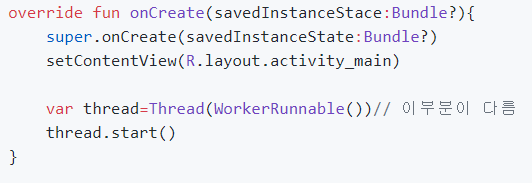 override fun onCreate(savedInstanceStace:Bundle?){
super.onCreate(savedInstanceState:Bundle?)
setContentView(R.layout.activity_main)
var thread=Thread(WorkerRunnable())// 이부분이 다름
thread.start()
}